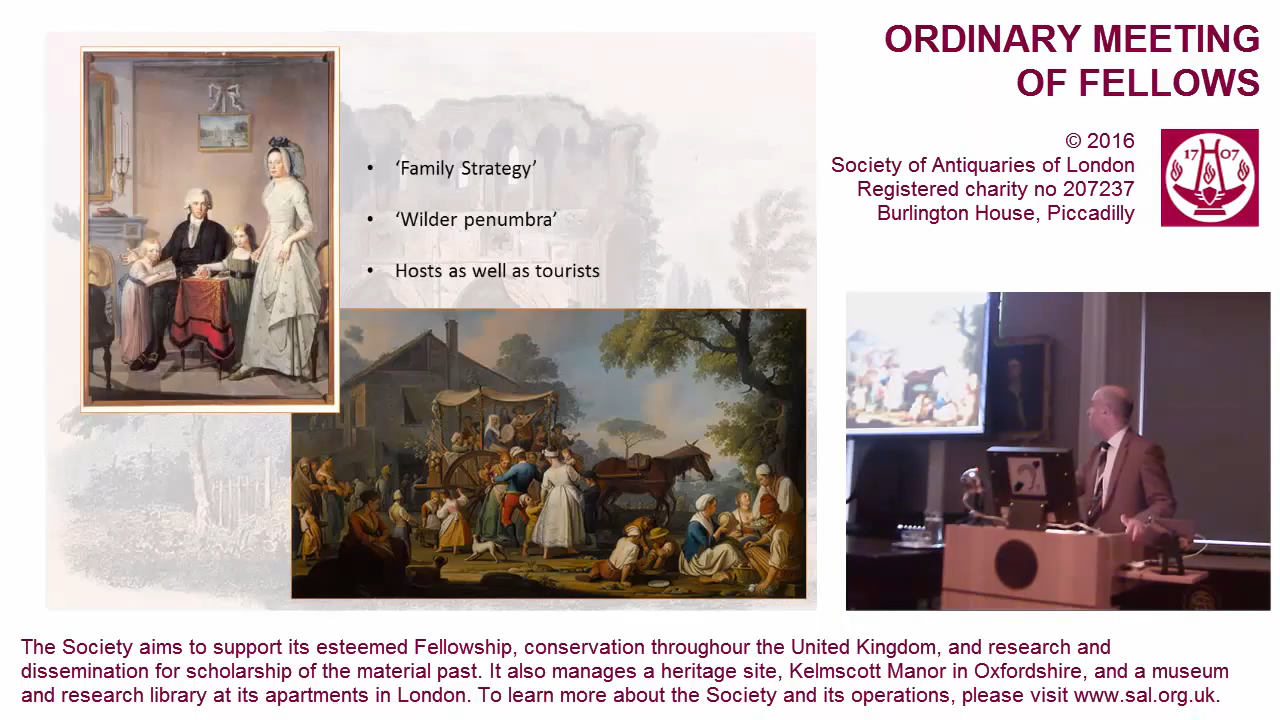 ORDINARY MEETING
OF FELLOWS
© 2016
Society of Antiquaries of London
Registered charity no 207237
Burlington House, Piccadilly
17 07
• ‘Family Strategy’
• ‘Wilder penumbra’
• Hosts as well as tourists
The Society aims to support its esteemed Fellowship, conservation throughour the United Kingdom, and research and
dissemination for scholarship of the material past. It also manages a heritage site, Kelmscott Manor in Oxfordshire, and a museum
and research library at its apartments in London. To learn more about the Society and its operations, please visit www.sal.org.uk.